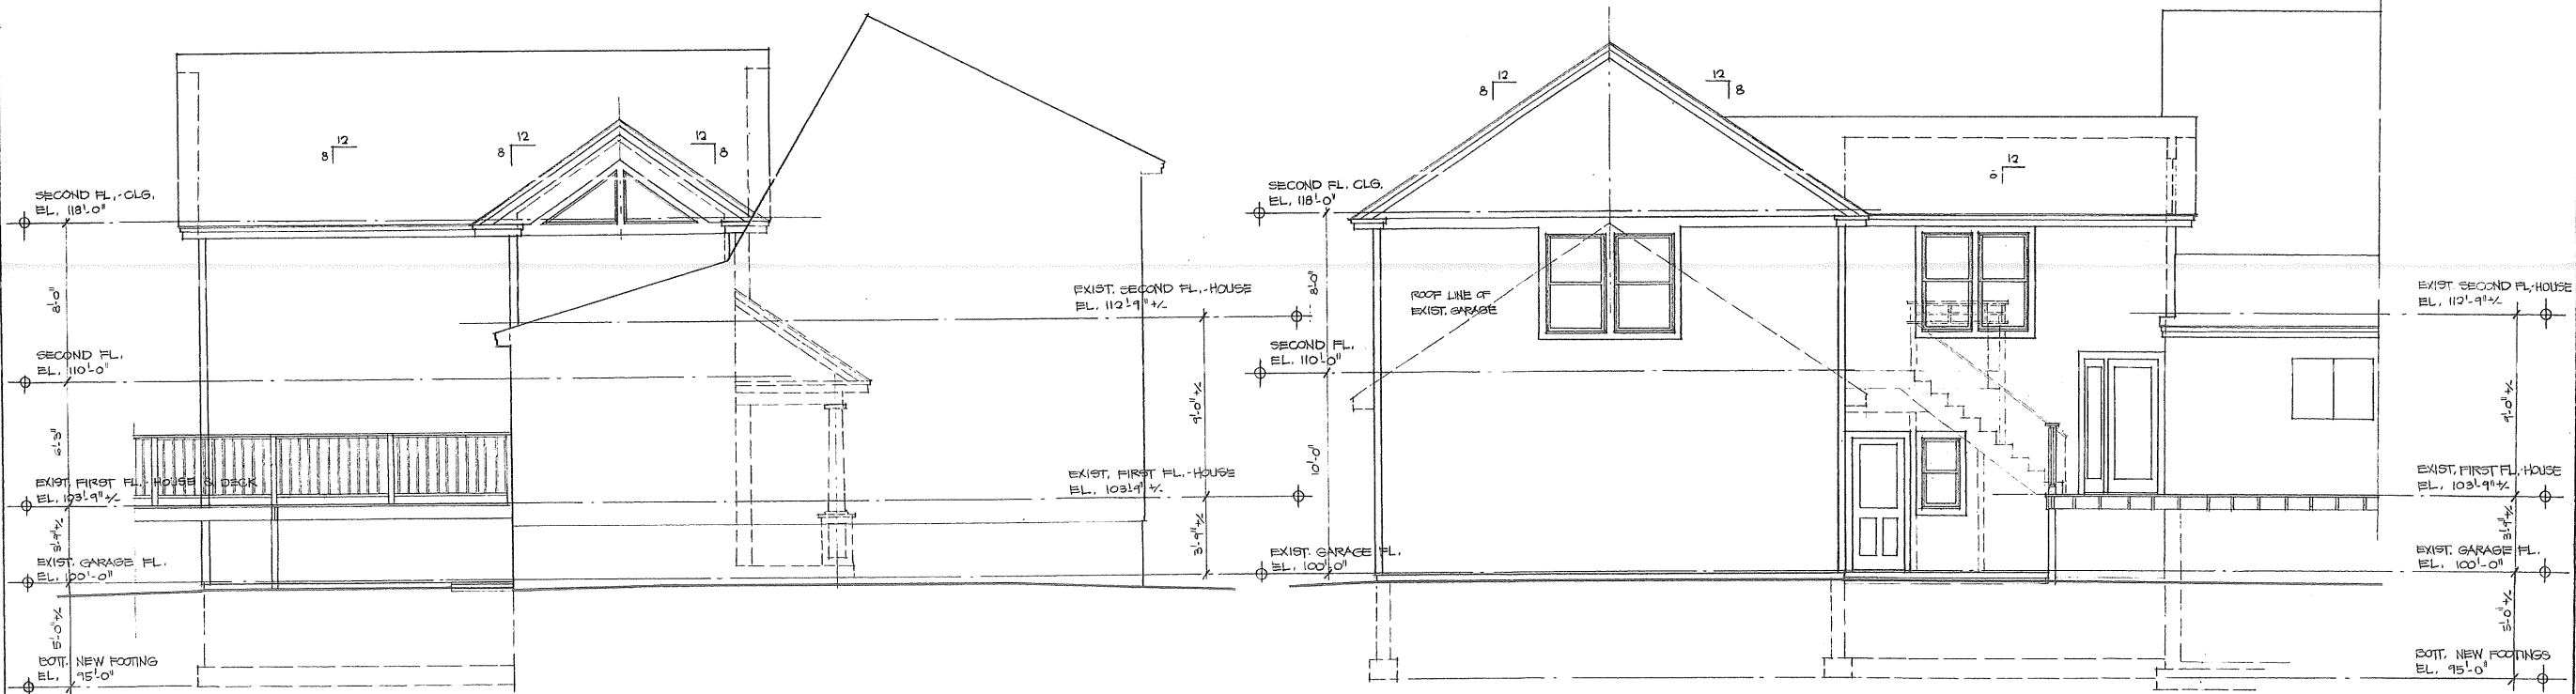 12
8
12
8
12
8
SECOND FL.-CLG.
EL. 118'-0"
8'-0"
SECOND FL.
EL. 110'-0"
6'-3"
EXIST. FIRST FL.-HOUSE & DECK
EL. 103'-9" +/-
3'-9" +/-
EXIST. GARAGE FL.
EL. 100'-0"
5'-0" +/-
BOTT. NEW FOOTING
EL. 95'-0"
EXIST. SECOND FL.-HOUSE
EL. 112'-9" +/-
9'-0" +/-
EXIST. FIRST FL.-HOUSE
EL. 103'-9" +/-
3'-9" +/-
12
8
12
8
12
SECOND FL. CLG.
EL. 118'-0"
8'-0"
ROOF LINE OF
EXIST. GARAGE
SECOND FL.
EL. 110'-0"
10'-0"
EXIST. GARAGE FL.
EL. 100'-0"
EXIST. SECOND FL.-HOUSE
EL. 112'-9" +/-
9'-0" +/-
EXIST. FIRST FL.-HOUSE
EL. 103'-9" +/-
3'-9" +/-
EXIST. GARAGE FL.
EL. 100'-0"
5'-0" +/-
BOTT. NEW FOOTINGS
EL. 95'-0"